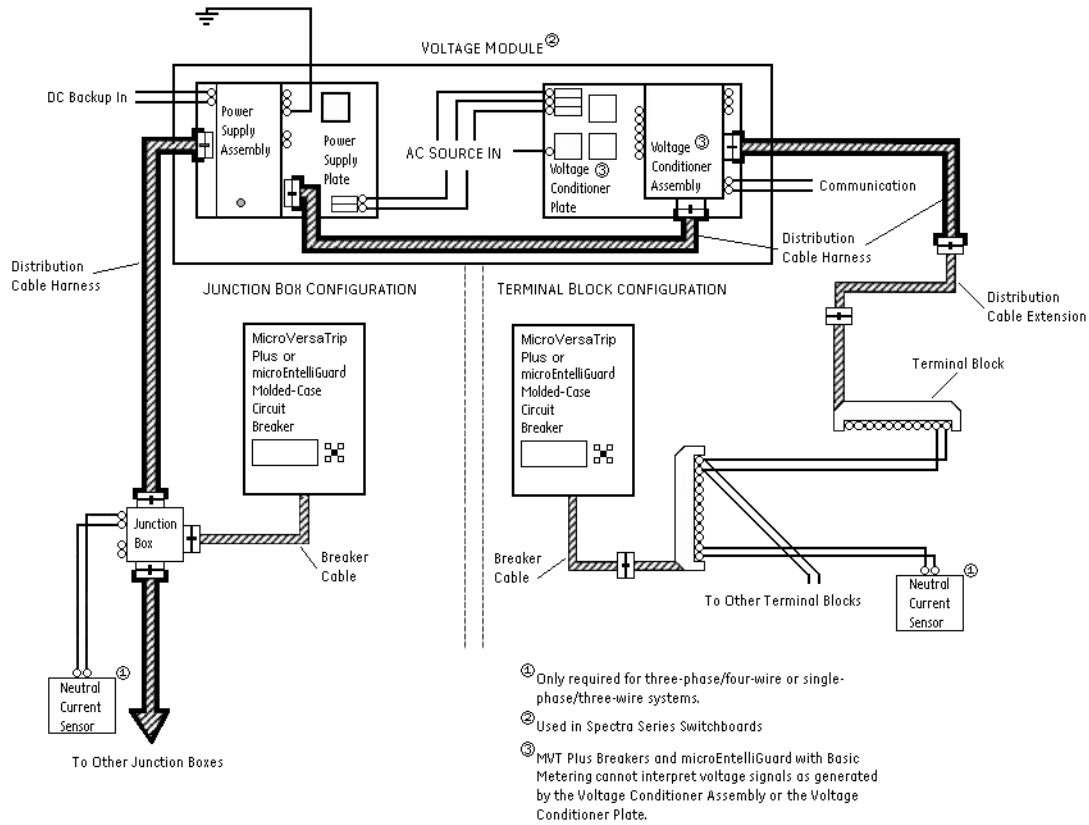 VOLTAGE MODULE ②
DC Backup In
Power
Supply
Assembly
Power
Supply
Plate
AC SOURCE IN
Voltage ③
Conditioner
Plate
Voltage ③
Conditioner
Assembly
Communication
Distribution
Cable Harness
Distribution
Cable Harness
Distribution
Cable Extension
JUNCTION BOX CONFIGURATION
TERMINAL BLOCK CONFIGURATION
MicroVersaTrip
Plus or
microEntelliGuard
Molded-Case
Circuit
Breaker
MicroVersaTrip
Plus or
microEntelliGuard
Molded-Case
Circuit
Breaker
Terminal Block
Junction
Box
Breaker
Cable
Breaker
Cable
To Other Terminal Blocks
Neutral
Current
Sensor
①
Neutral
Current
Sensor
①
To Other Junction Boxes
① Only required for three-phase/four-wire or single-
phase/three-wire systems.
② Used in Spectra Series Switchboards
③ MVT Plus Breakers and microEntelliGuard with Basic
Metering cannot interpret voltage signals as generated
by the Voltage Conditioner Assembly or the Voltage
Conditioner Plate.